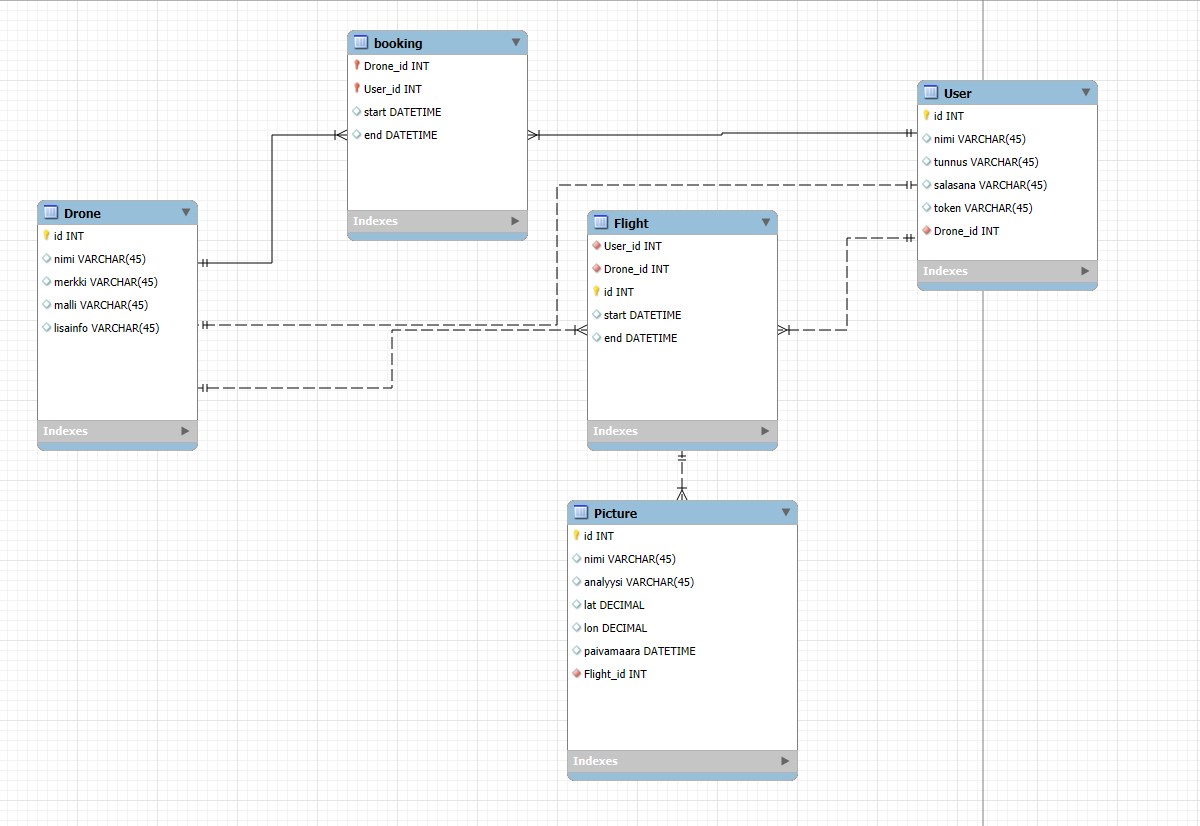 booking
Drone_id INT
User_id INT
start DATETIME
end DATETIME
Indexes
User
id INT
nimi VARCHAR(45)
tunnus VARCHAR(45)
salasana VARCHAR(45)
token VARCHAR(45)
Drone_id INT
Indexes
Drone
id INT
nimi VARCHAR(45)
merkki VARCHAR(45)
malli VARCHAR(45)
lisainfo VARCHAR(45)
Indexes
Flight
User_id INT
Drone_id INT
id INT
start DATETIME
end DATETIME
Indexes
Picture
id INT
nimi VARCHAR(45)
analyysi VARCHAR(45)
lat DECIMAL
lon DECIMAL
paivamaara DATETIME
Flight_id INT
Indexes